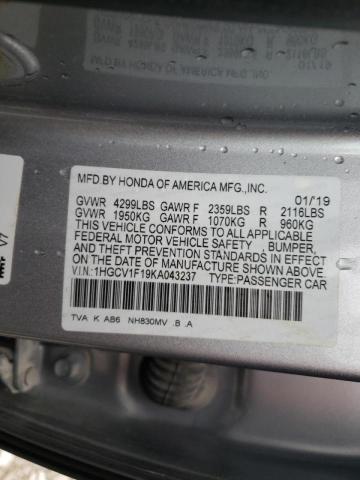 MFD.BY HONDA OF AMERICA MFG.,INC. 01/19
GVWR 4299LBS GAWR F 2359LBS R 2116LBS
GVWR 1950KG GAWR F 1070KG R 960KG
THIS VEHICLE CONFORMS TO ALL APPLICABLE
FEDERAL MOTOR VEHICLE SAFETY , BUMPER,
AND THEFT PREVENTION STANDARDS IN EFFECT
ON THE DATE OF MANUFACTURE SHOWN ABOVE.
V.I.N:1HGCV1F19KA043237 TYPE:PASSENGER CAR
TVA K AB6 NH830MV .B .A
V7